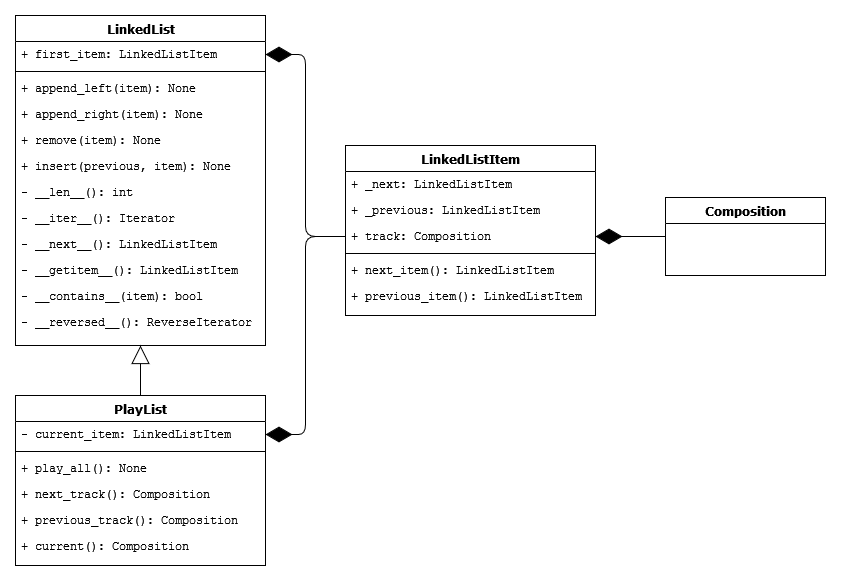 LinkedList
+ first_item: LinkedListItem
+ append_left(item): None
+ append_right(item): None
+ remove(item): None
+ insert(previous, item): None
- __len__(): int
- __iter__(): Iterator
- __next__(): LinkedListItem
- __getitem__(): LinkedListItem
- __contains__(item): bool
- __reversed__(): ReverseIterator
PlayList
- current_item: LinkedListItem
+ play_all(): None
+ next_track(): Composition
+ previous_track(): Composition
+ current(): Composition
LinkedListItem
+ _next: LinkedListItem
+ _previous: LinkedListItem
+ track: Composition
+ next_item(): LinkedListItem
+ previous_item(): LinkedListItem
Composition